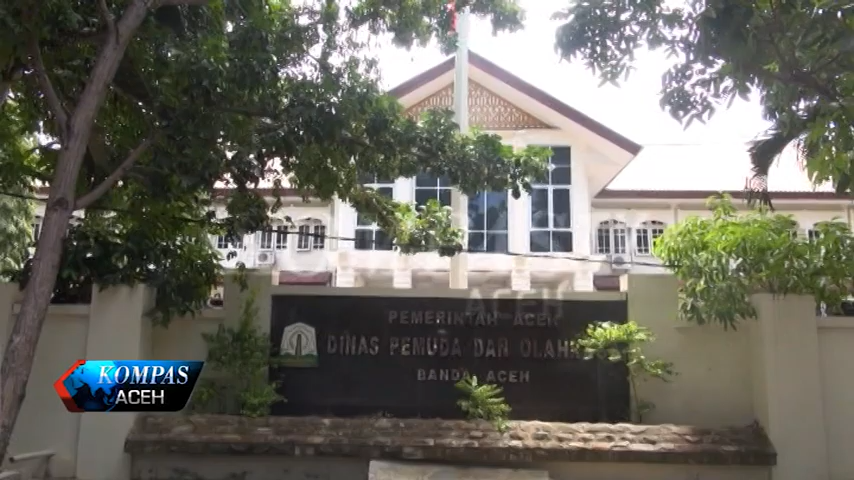 PEMERINTAH ACEH
DINAS PEMUDA DAN OLAH
BANDA ACEH
KOMPAS
ACEH